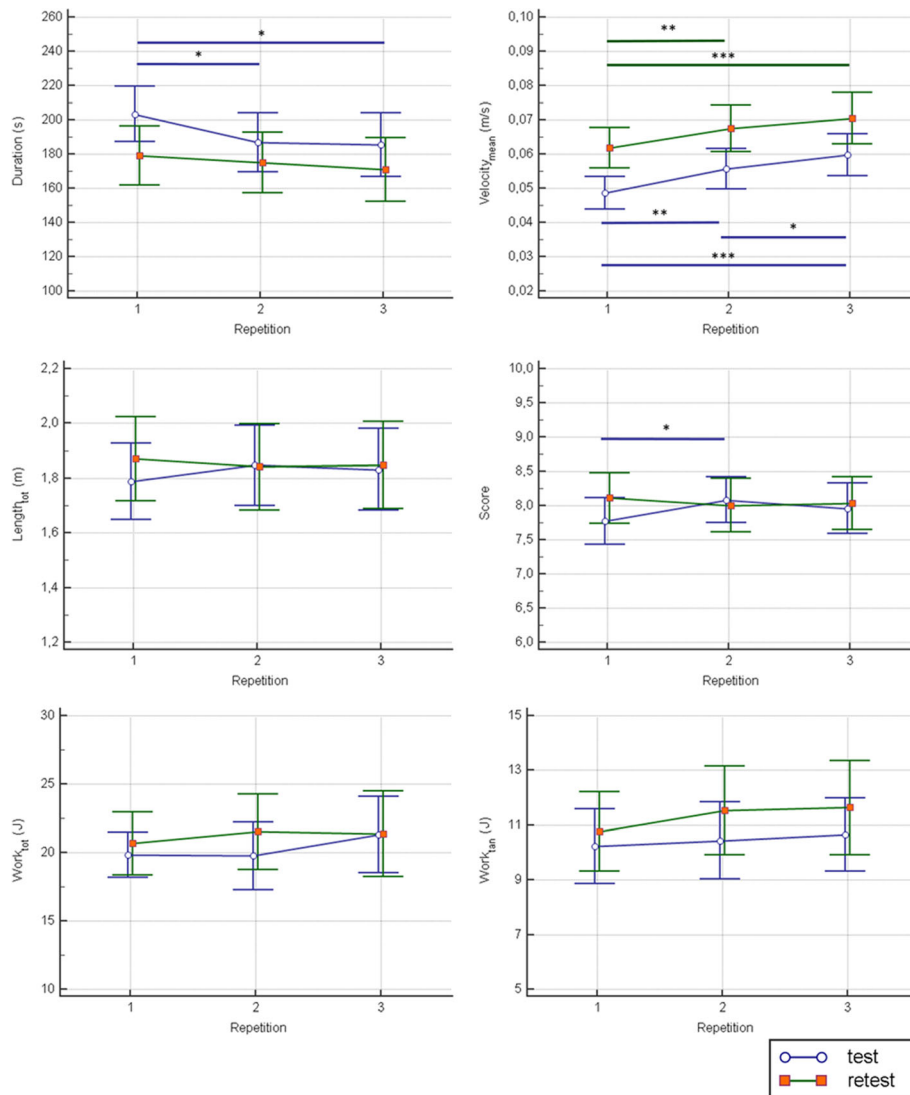 260
240
220
200
180
160
140
120
100
Duration (s)
*
*
1 2 3
Repetition
0,10
0,09
0,08
0,07
0,06
0,05
0,04
0,03
0,02
Velocitymean (m/s)
**
***
**
*
***
1 2 3
Repetition
2,2
2,0
1,8
1,6
1,4
1,2
Lengthtot (m)
1 2 3
Repetition
10,0
9,5
9,0
8,5
8,0
7,5
7,0
6,5
6,0
Score
*
1 2 3
Repetition
30
25
20
15
10
Worktot (J)
1 2 3
Repetition
15
13
11
9
7
5
Worktan (J)
1 2 3
Repetition
test
retest